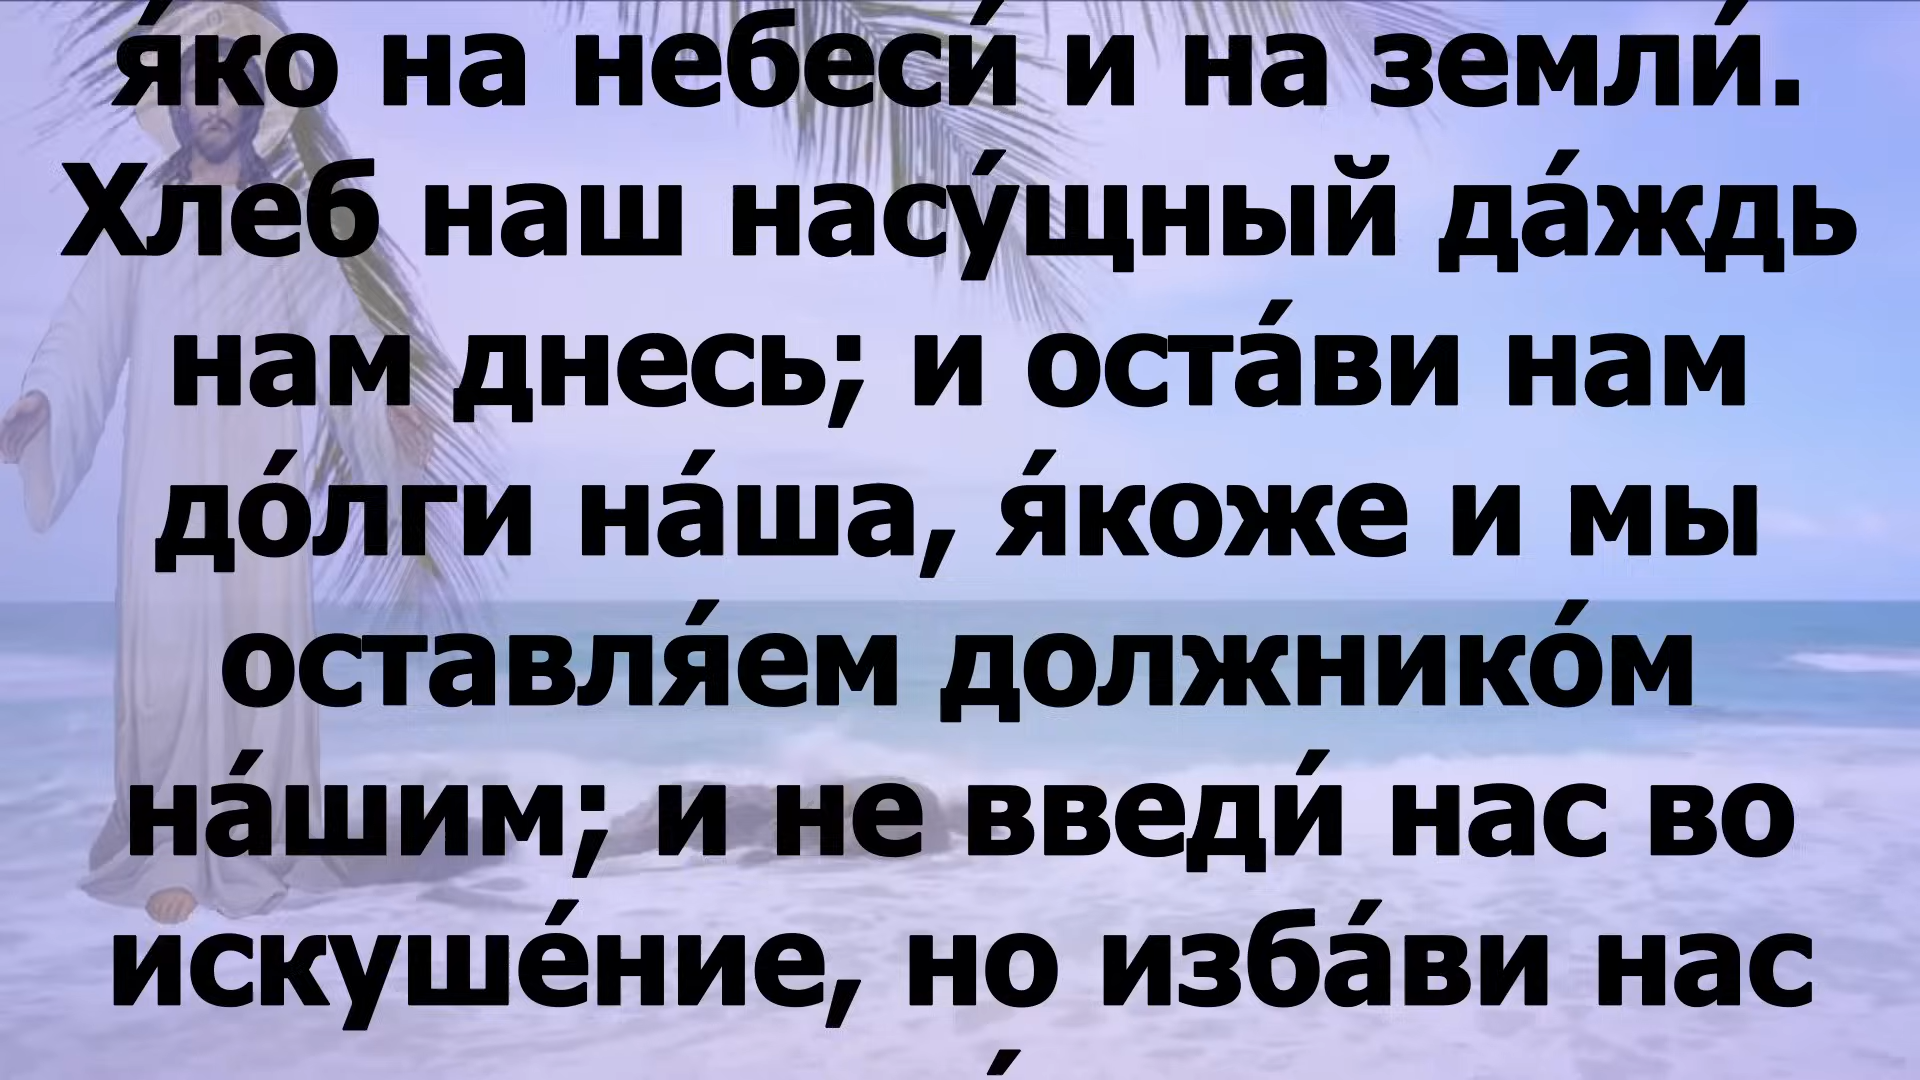 я́ко на небеси́ и на земли́.
Хлеб наш насу́щный да́ждь
нам днесь; и оста́ви нам
до́лги на́ша, я́коже и мы
оставля́ем должнико́м
на́шим; и не введи́ нас во
искуше́ние, но изба́ви нас